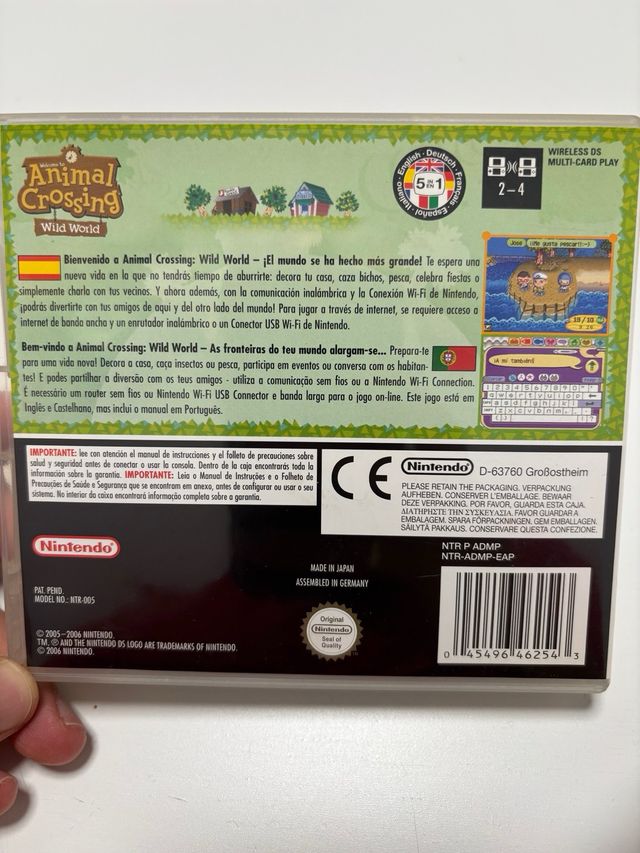 Welcome to
Animal
Crossing
Wild World
English · Deutsch · Français · Español · Italiano
5 IN EN 1
2 – 4
WIRELESS DS
MULTI-CARD PLAY
José ¡¡Me gusta pescar!!:-)
¡A mí también!
Bienvenido a Animal Crossing: Wild World – ¡El mundo se ha hecho más grande! Te espera una
nueva vida en la que no tendrás tiempo de aburrirte: decora tu casa, caza bichos, pesca, celebra fiestas o
simplemente charla con tus vecinos. Y ahora además, con la comunicación inalámbrica y la Conexión Wi-Fi de Nintendo,
¡podrás divertirte con tus amigos de aquí y del otro lado del mundo! Para jugar a través de internet, se requiere acceso a
internet de banda ancha y un enrutador inalámbrico o un Conector USB Wi-Fi de Nintendo.
Bem-vindo a Animal Crossing: Wild World – As fronteiras do teu mundo alargam-se... Prepara-te
para uma vida nova! Decora a casa, caça insectos ou pesca, participa em eventos ou conversa com os habitan-
tes! E podes partilhar a diversão com os teus amigos - utiliza a comunicação sem fios ou a Nintendo Wi-Fi Connection.
É necessário um router sem fios ou Nintendo Wi-Fi USB Connector e banda larga para o jogo on-line. Este jogo está em
Inglês e Castelhano, mas inclui o manual em Português.
IMPORTANTE: lee con atención el manual de instrucciones y el folleto de precauciones sobre
salud y seguridad antes de conectar o usar la consola. Dentro de la caja encontrarás toda la
información sobre la garantía. IMPORTANTE: Leia o Manual de Instruções e o Folheto de
Precauções de Saúde e Segurança que se encontram em anexo, antes de configurar ou usar o seu
sistema. No interior da caixa encontrará informação completa sobre a garantia.
CE
Nintendo D-63760 Großostheim
PLEASE RETAIN THE PACKAGING. VERPACKUNG
AUFHEBEN. CONSERVER L'EMBALLAGE. BEWAAR
DEZE VERPAKKING. POR FAVOR, GUARDA ESTA CAJA.
ΔΙΑΤΗΡΗΣΤΕ ΤΗΝ ΣΥΣΚΕΥΑΣΙΑ. FAVOR GUARDAR A
EMBALAGEM. SPARA FÖRPACKNINGEN. GEM EMBALLAGEN.
SÄILYTÄ PAKKAUS. CONSERVARE QUESTA CONFEZIONE.
Nintendo
MADE IN JAPAN
ASSEMBLED IN GERMANY
NTR P ADMP
NTR-ADMP-EAP
PAT. PEND.
MODEL NO.: NTR-005
Original
Nintendo
Seal of
Quality
© 2005–2006 NINTENDO.
TM, ® AND THE NINTENDO DS LOGO ARE TRADEMARKS OF NINTENDO.
© 2006 NINTENDO.
0 45496 46254 3